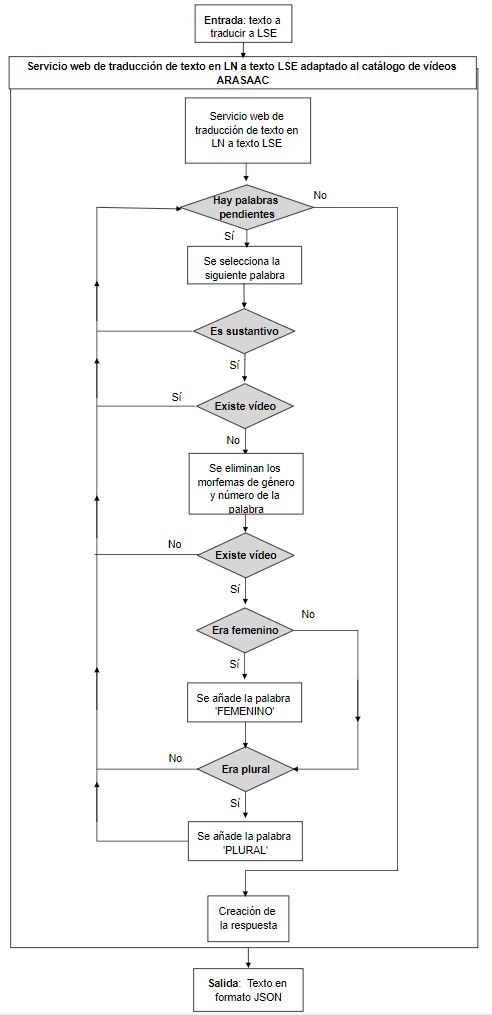 Entrada: texto a
traducir a LSE
Servicio web de traducción de texto en LN a texto LSE adaptado al catálogo de vídeos
ARASAAC
Servicio web de
traducción de texto en
LN a texto LSE
Hay palabras
pendientes
No
Sí
Se selecciona la
siguiente palabra
Es sustantivo
Sí
Sí
Existe vídeo
No
Se eliminan los
morfemas de género
y número de la
palabra
No
Existe vídeo
Sí
No
Era femenino
Sí
Se añade la palabra
'FEMENINO'
No
Era plural
Sí
Se añade la palabra
'PLURAL'
Creación de
la respuesta
Salida: Texto en
formato JSON